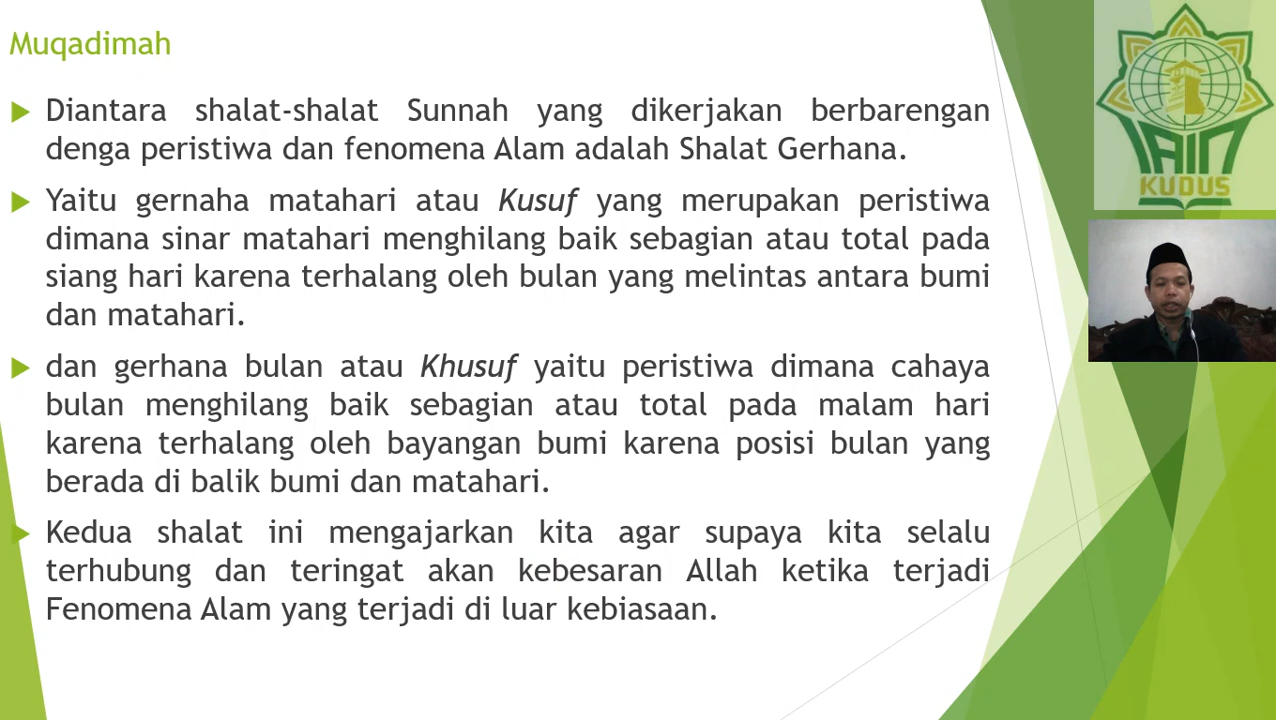 Muqadimah
Diantara shalat-shalat Sunnah yang dikerjakan berbarengan
denga peristiwa dan fenomena Alam adalah Shalat Gerhana.
Yaitu gernaha matahari atau Kusuf yang merupakan peristiwa
dimana sinar matahari menghilang baik sebagian atau total pada
siang hari karena terhalang oleh bulan yang melintas antara bumi
dan matahari.
dan gerhana bulan atau Khusuf yaitu peristiwa dimana cahaya
bulan menghilang baik sebagian atau total pada malam hari
karena terhalang oleh bayangan bumi karena posisi bulan yang
berada di balik bumi dan matahari.
Kedua shalat ini mengajarkan kita agar supaya kita selalu
terhubung dan teringat akan kebesaran Allah ketika terjadi
Fenomena Alam yang terjadi di luar kebiasaan.
IAIN
KUDUS